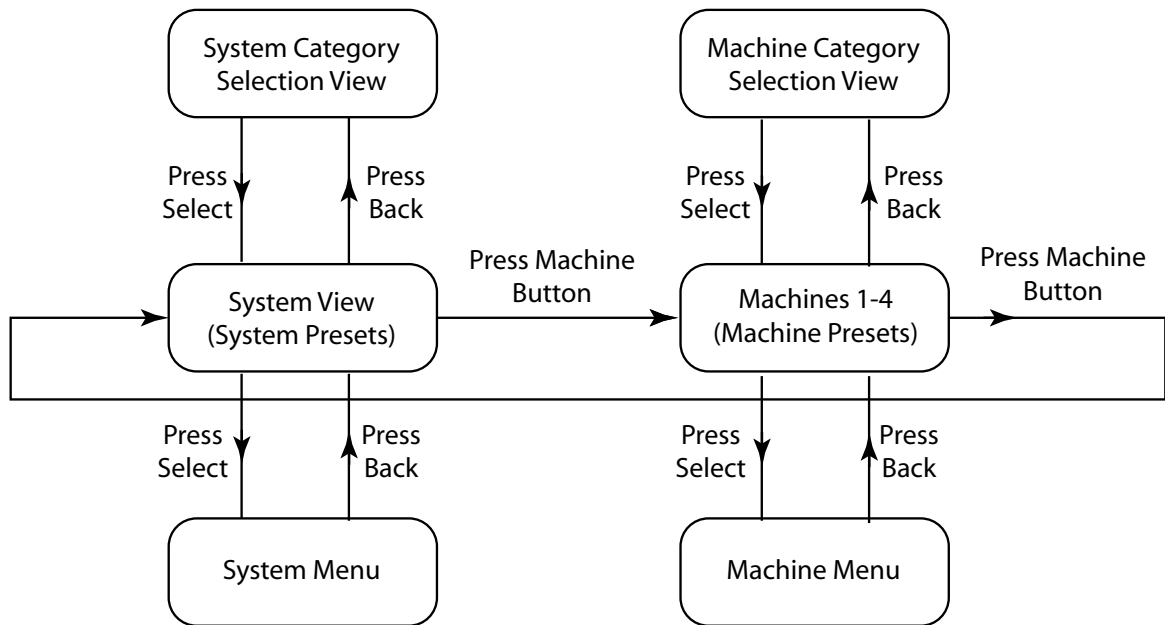 System Category
Selection View
Machine Category
Selection View
Press
Select
Press
Back
Press
Select
Press
Back
System View
(System Presets)
Press Machine
Button
Machines 1-4
(Machine Presets)
Press Machine
Button
Press
Select
Press
Back
Press
Select
Press
Back
System Menu
Machine Menu